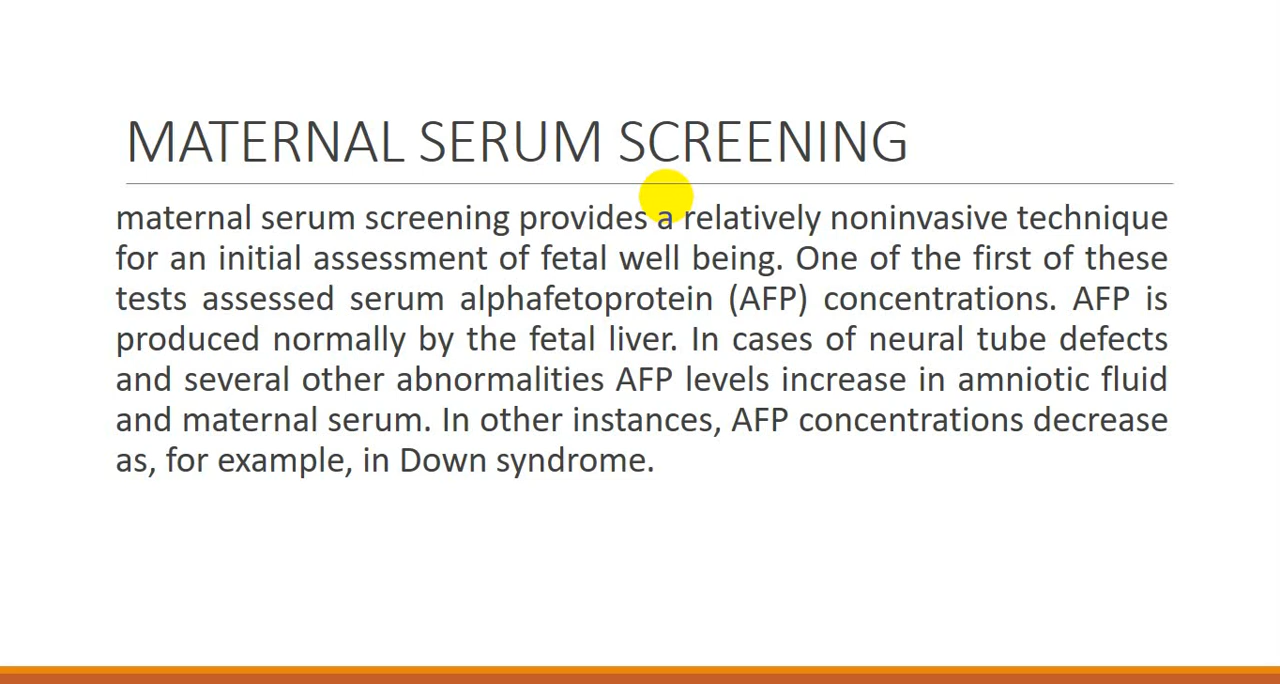 MATERNAL SERUM SCREENING
maternal serum screening provides a relatively noninvasive technique
for an initial assessment of fetal well being. One of the first of these
tests assessed serum alphafetoprotein (AFP) concentrations. AFP is
produced normally by the fetal liver. In cases of neural tube defects
and several other abnormalities AFP levels increase in amniotic fluid
and maternal serum. In other instances, AFP concentrations decrease
as, for example, in Down syndrome.